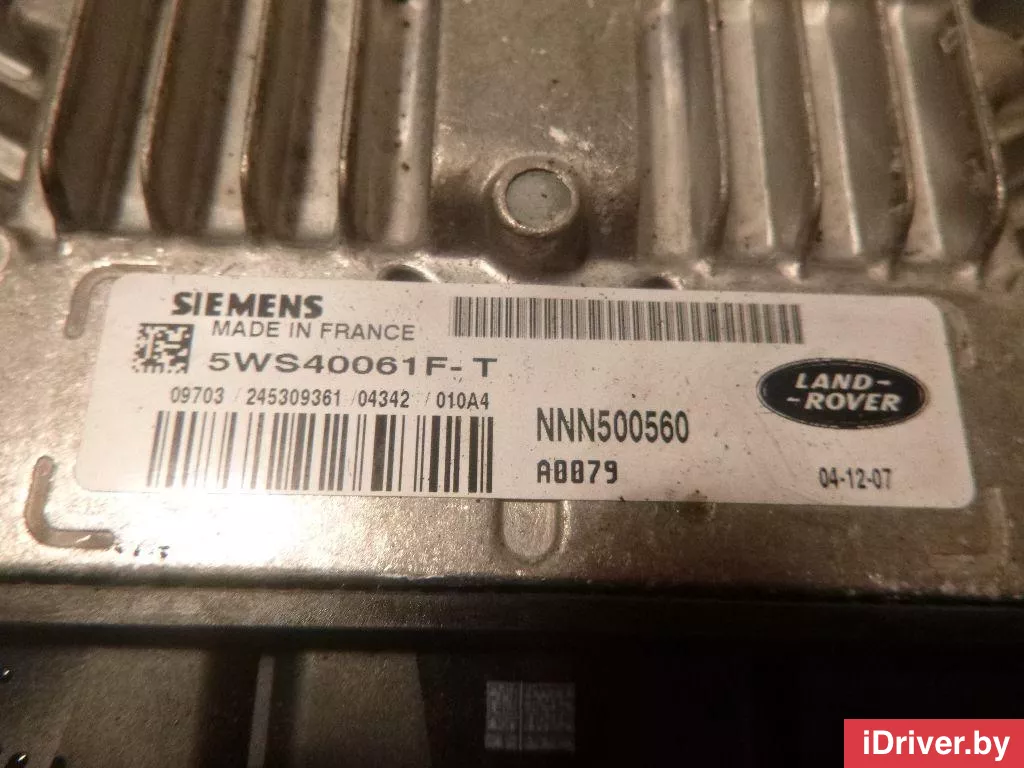 SIEMENS
MADE IN FRANCE
5WS40061F-T
09703 / 245309361 / 04342 / 010A4
NNN500560
A0079
LAND-
-ROVER
04-12-07
iDriver.by